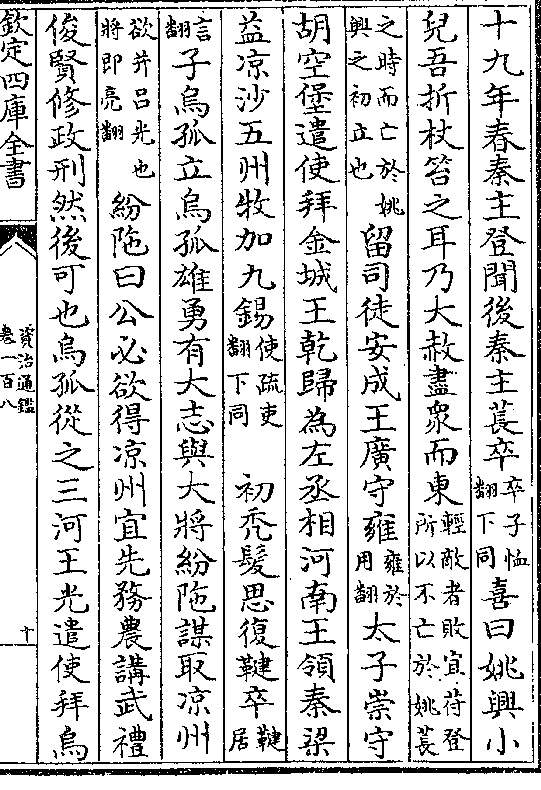 十九年春秦主登聞後秦主萇卒卒子恤翻下同喜曰姚興小
兒吾折杖笞之耳乃大赦盡衆而東輕敵者敗宜苻登所以不亡於姚萇
之時而亡於姚興之初立也留司徒安成王廣守雍雍於用翻太子崇守
胡空堡遣使拜金城王乾歸為左丞相河南王領秦梁
益凉沙五州牧加九錫使疏吏翻下同 初禿髮思復鞬卒鞬居
言翻子烏孤立烏孤雄勇有大志與大將紛陁謀取凉州
欲并呂光也將即亮翻紛陁曰公必欲得凉州宜先務農講武禮
俊賢修政刑然後可也烏孤從之三河王光遣使拜烏
欽定四庫全書
資治通鑑
卷一百八
十